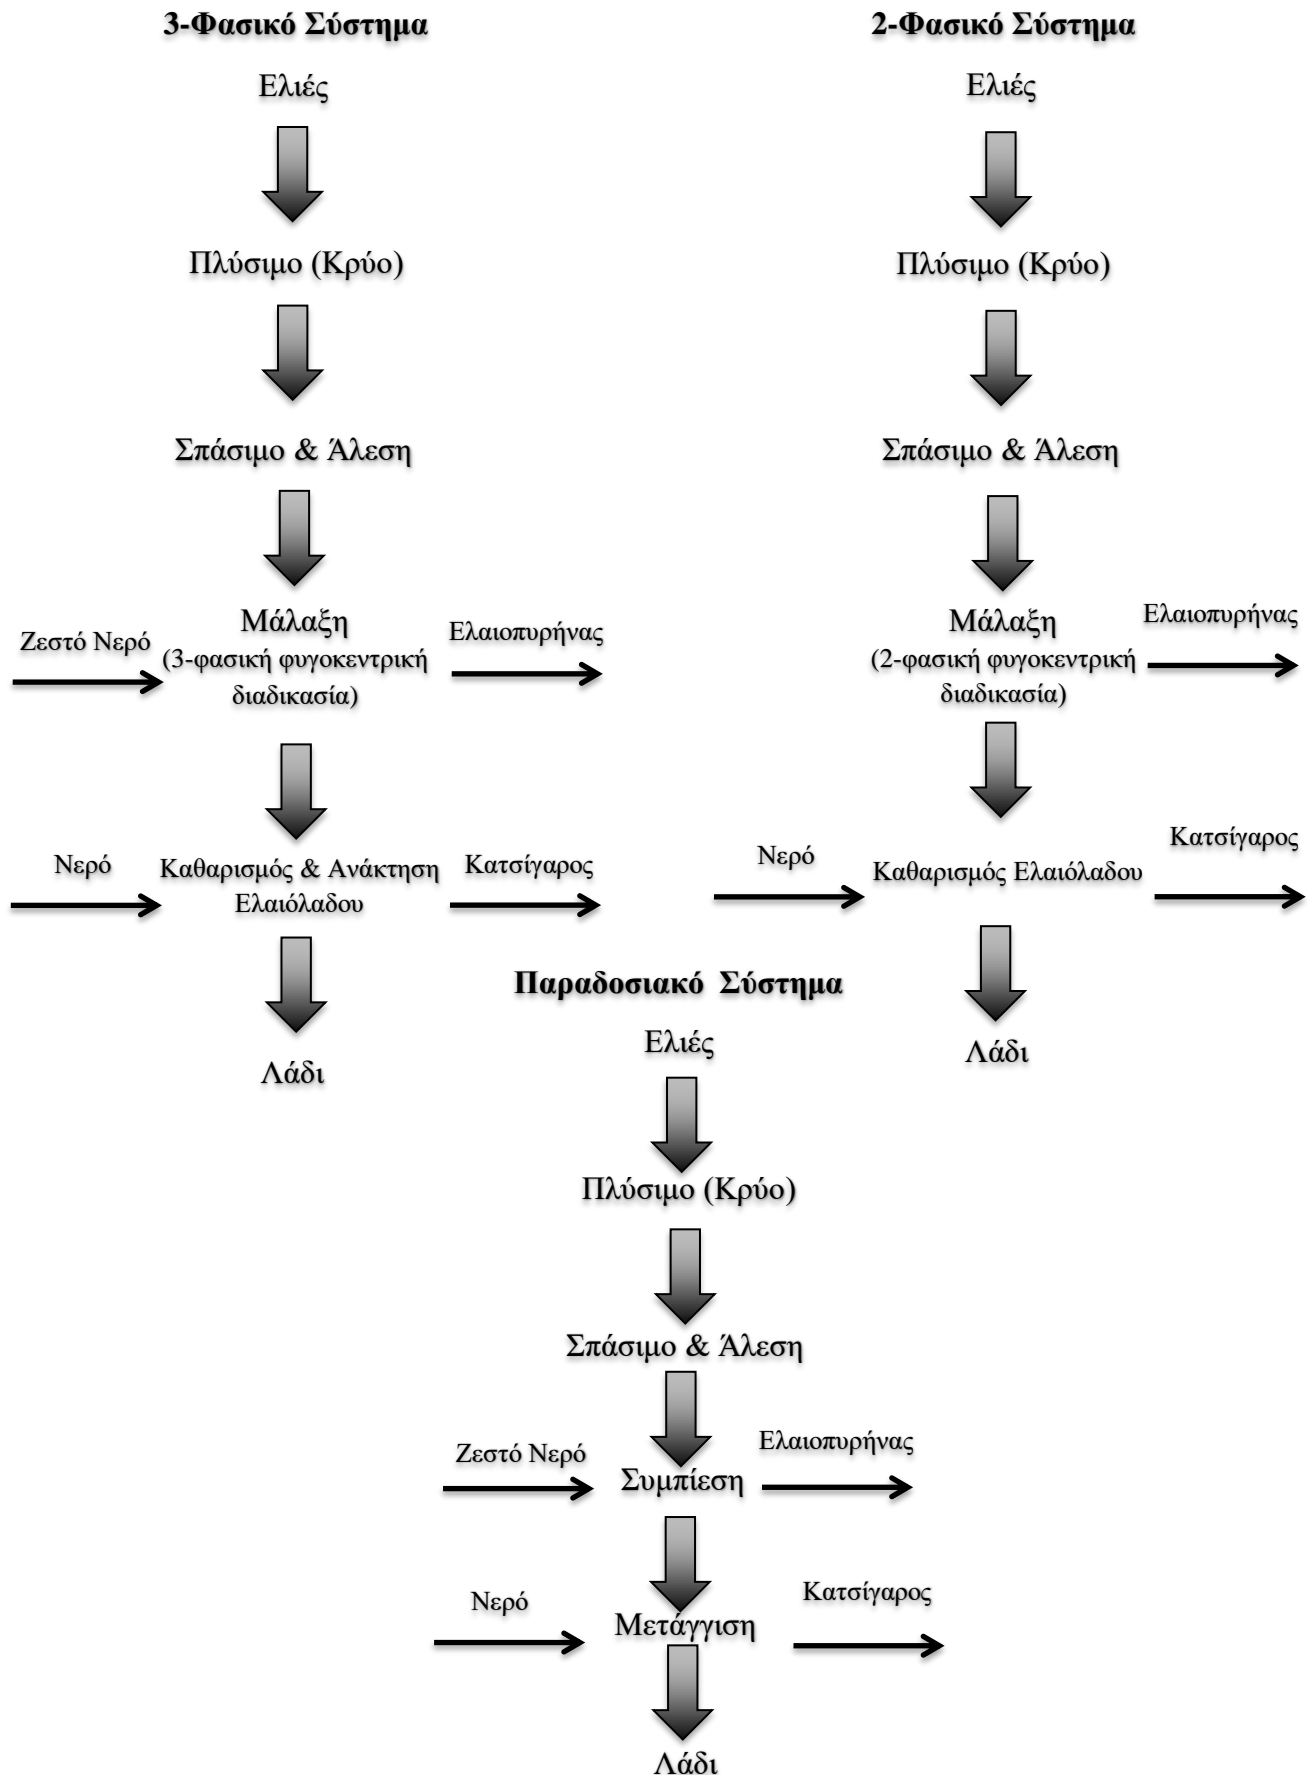 3-Φασικό Σύστημα
Ελιές
Πλύσιμο (Κρύο)
Σπάσιμο & Άλεση
Ζεστό Νερό
Μάλαξη
(3-φασική φυγοκεντρική
διαδικασία)
Ελαιοπυρήνας
Νερό
Καθαρισμός & Ανάκτηση
Ελαιόλαδου
Κατσίγαρος
Λάδι
2-Φασικό Σύστημα
Ελιές
Πλύσιμο (Κρύο)
Σπάσιμο & Άλεση
Μάλαξη
(2-φασική φυγοκεντρική
διαδικασία)
Ελαιοπυρήνας
Νερό
Καθαρισμός Ελαιόλαδου
Κατσίγαρος
Λάδι
Παραδοσιακό Σύστημα
Ελιές
Πλύσιμο (Κρύο)
Σπάσιμο & Άλεση
Ζεστό Νερό
Συμπίεση
Ελαιοπυρήνας
Νερό
Μετάγγιση
Κατσίγαρος
Λάδι